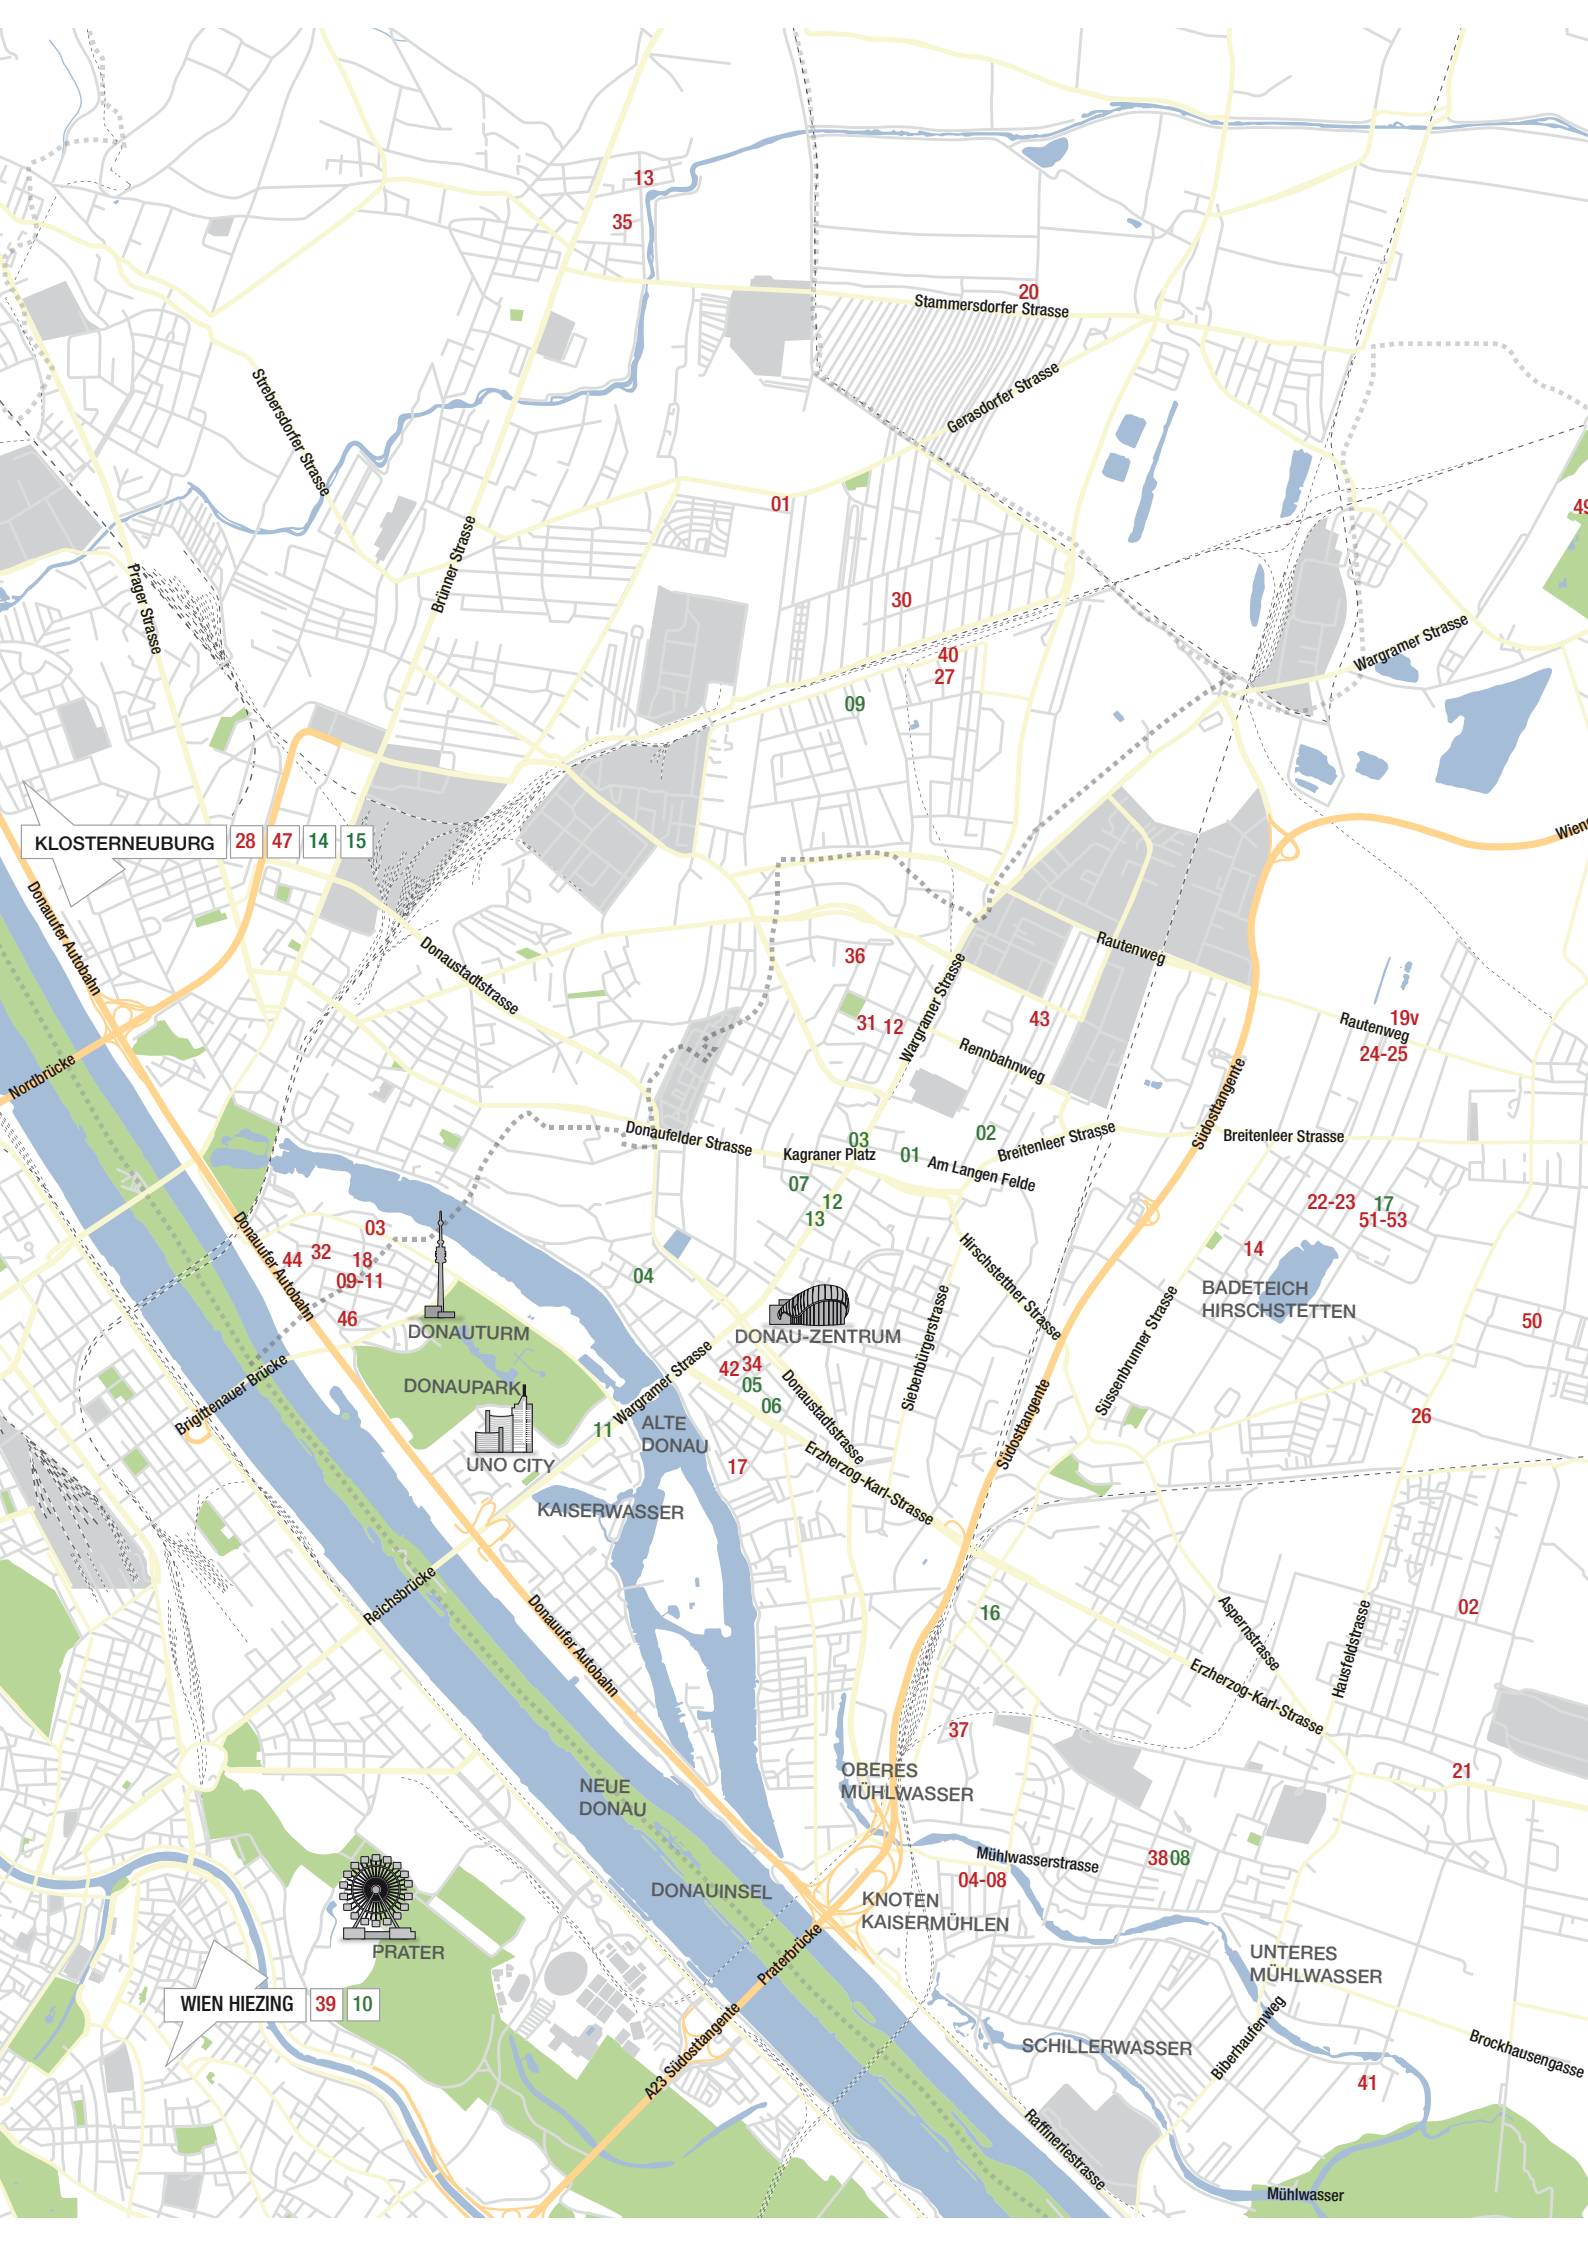 13
35
20
Stammersdorfer Strasse
Strebersdorfer Strasse
Gerasdorfer Strasse
01
49
Brünner Strasse
Prager Strasse
30
Wargramer Strasse
40
27
09
KLOSTERNEUBURG 28 47 14 15
Donauufer Autobahn
Donaustadtstrasse
36
Wargramer Strasse
Rautenweg
31 12
43
19v
Rautenweg
24-25
Rennbahnweg
Nordbrücke
Südosttangente
Donaufelder Strasse
03
02
Kagraner Platz
01
Breitenleer Strasse
Breitenleer Strasse
Am Langen Felde
07
12
13
22-23
17
51-53
03
44
32
18
09-11
46
Donauufer Autobahn
04
Hirschstettner Strasse
14
BADETEICH
HIRSCHSTETTEN
50
DONAUTURM
DONAU-ZENTRUM
Siebenbürgerstrasse
Süssenbrunner Strasse
Brigittenauer Brücke
DONAUPARK
Wargramer Strasse
42 34
05
06
Donaustadtstrasse
Südosttangente
26
11
ALTE
DONAU
UNO CITY
17
Erzherzog-Karl-Strasse
KAISERWASSER
Reichsbrücke
Donauufer Autobahn
16
Aspernstrasse
Hausfeldstrasse
02
Erzherzog-Karl-Strasse
37
OBERES
MÜHLWASSER
21
NEUE
DONAU
Mühlwasserstrasse
38 08
04-08
DONAUINSEL
KNOTEN
KAISERMÜHLEN
PRATER
Praterbrücke
UNTERES
MÜHLWASSER
WIEN HIEZING 39 10
A23 Südosttangente
SCHILLERWASSER
Biberhaufenweg
Brockhausengasse
41
Raffineriestrasse
Mühlwasser